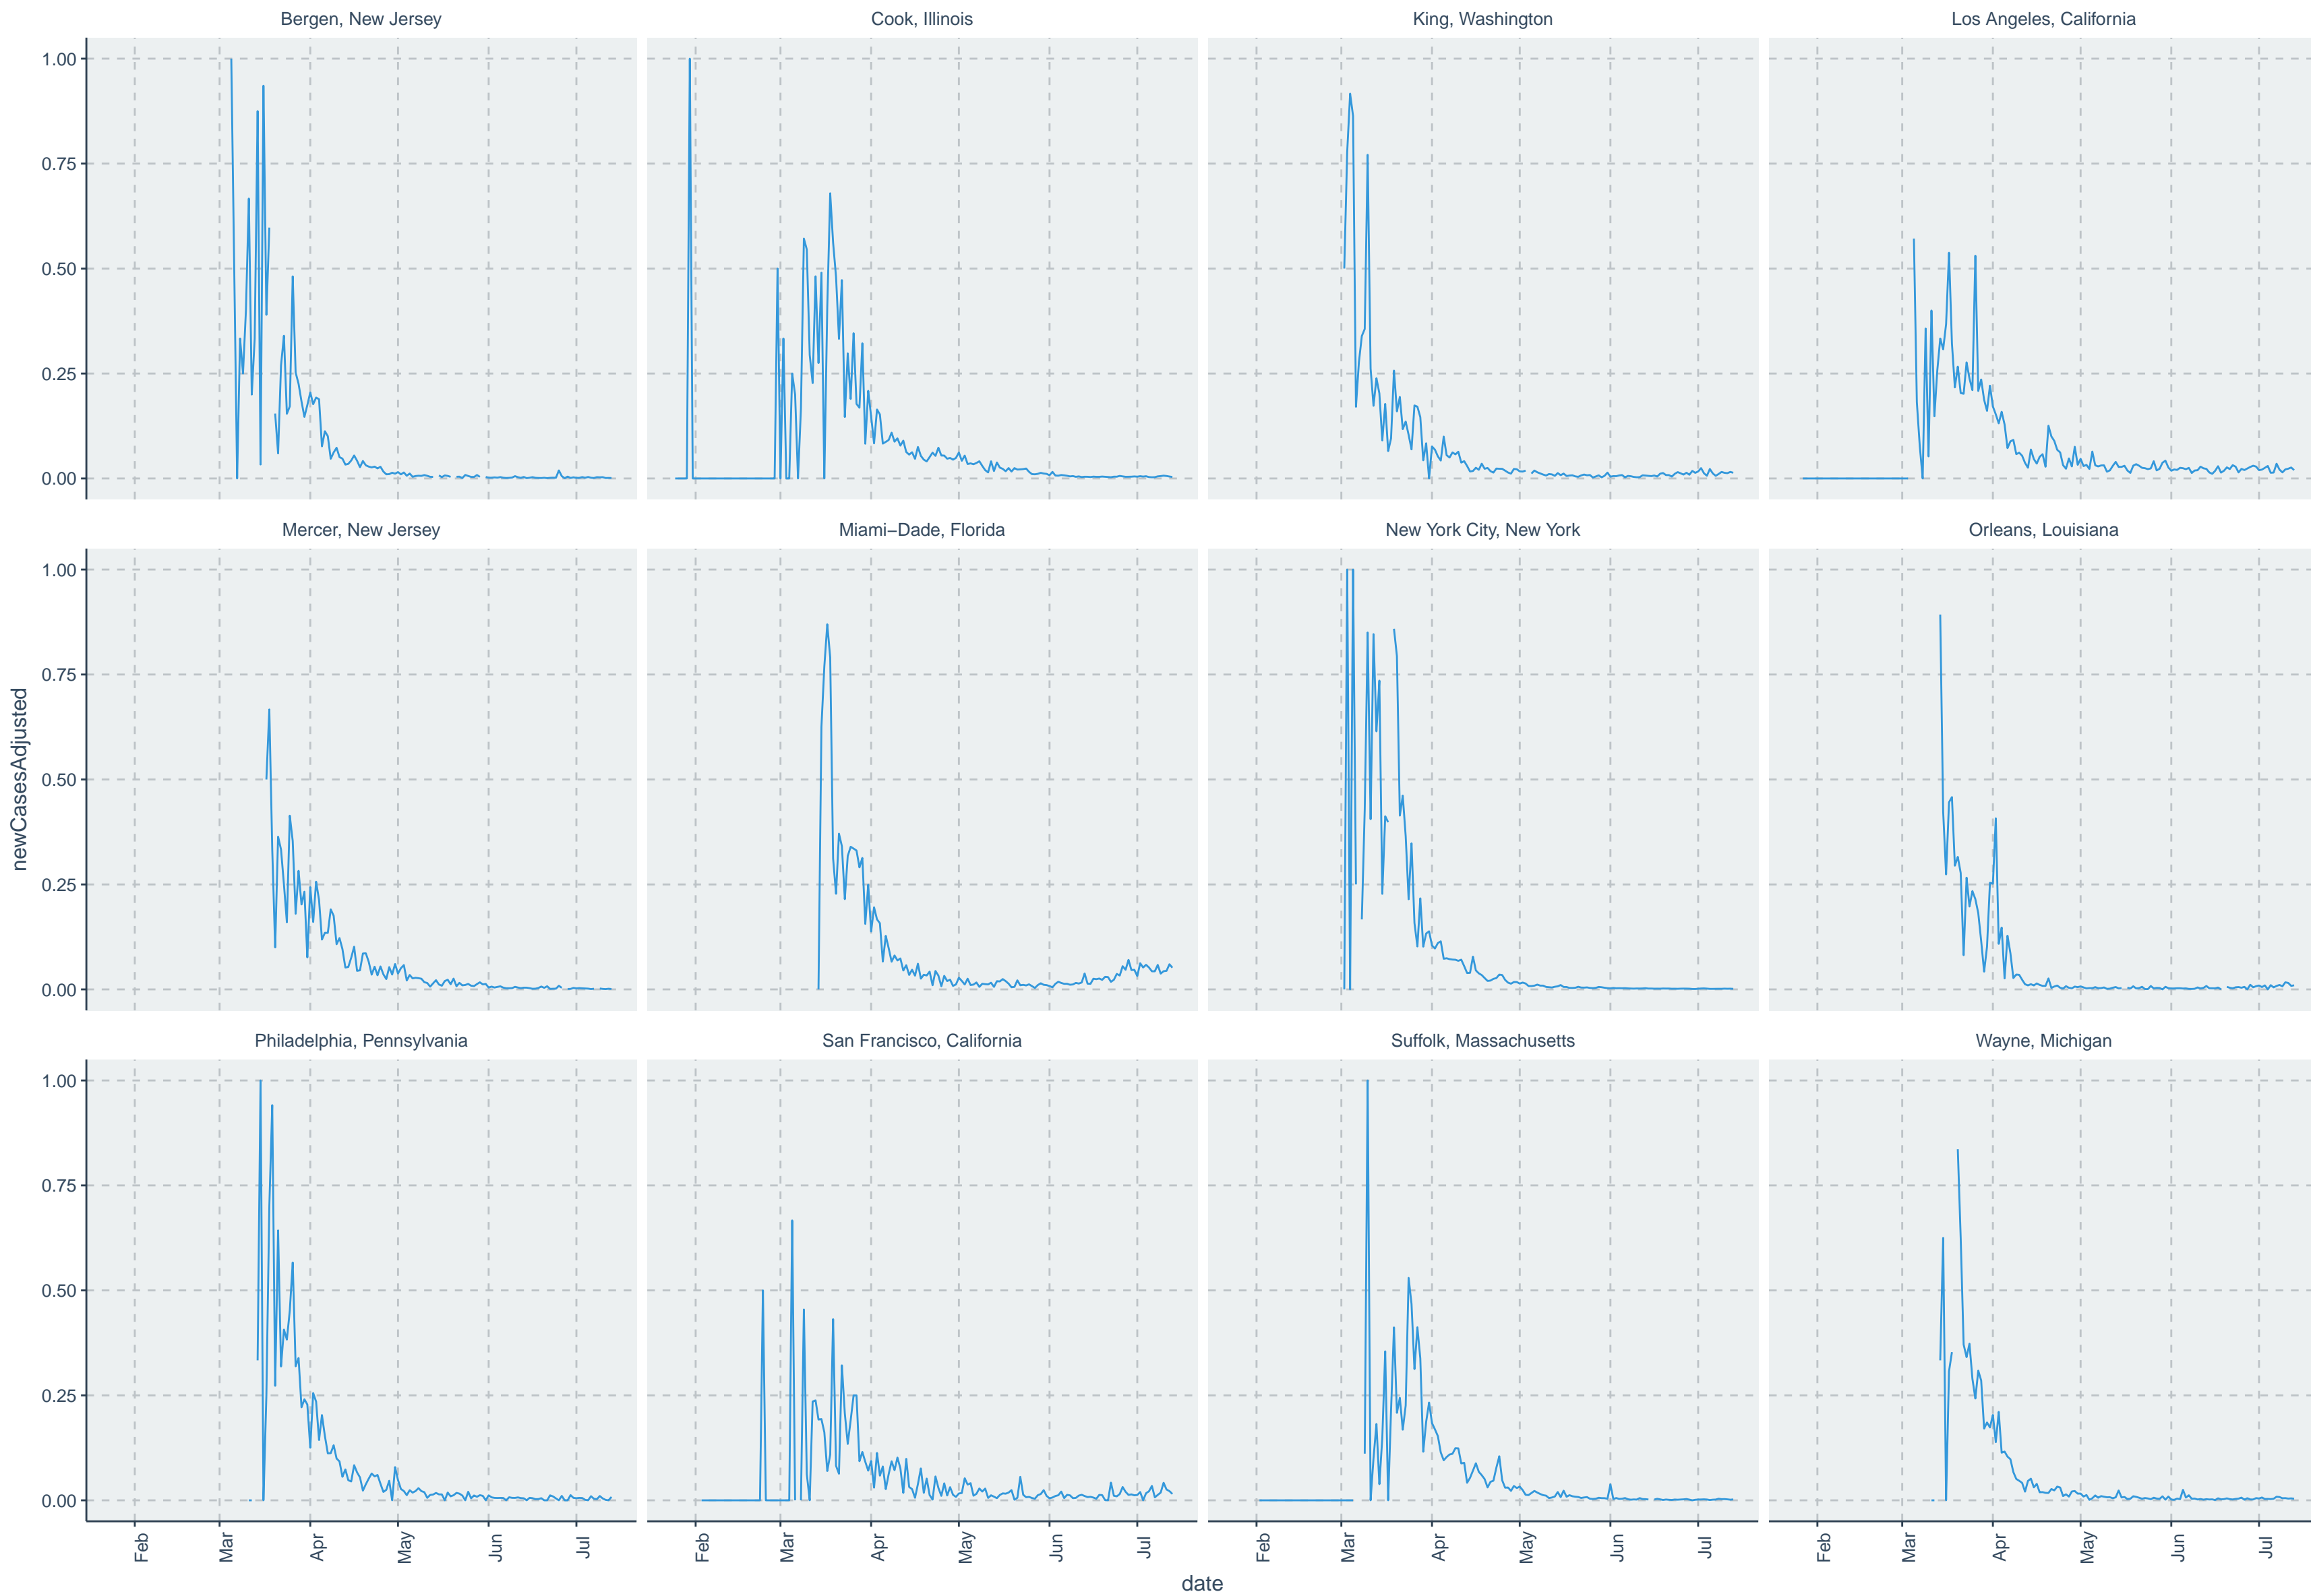 Bergen, New Jersey
Cook, Illinois
King, Washington
Los Angeles, California
1.00
0.75
0.50
0.25
0.00
Mercer, New Jersey
Miami−Dade, Florida
New York City, New York
Orleans, Louisiana
1.00
0.75
0.50
0.25
0.00
newCasesAdjusted
Philadelphia, Pennsylvania
San Francisco, California
Suffolk, Massachusetts
Wayne, Michigan
1.00
0.75
0.50
0.25
0.00
Feb Mar Apr May Jun Jul
Feb Mar Apr May Jun Jul
Feb Mar Apr May Jun Jul
Feb Mar Apr May Jun Jul
date